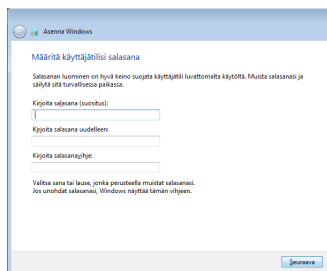 Asenna Windows
Määritä käyttäjätilisi salasana
Salasanan luominen on hyvä keino suojata käyttäjätili luvattomalta käytöltä. Muista salasanasi ja
säilytä sitä turvallisessa paikassa.
Kirjoita salasana (suositus):
Kirjoita salasana uudelleen:
Kirjoita salasanavihje:
Valitse sana tai lause, jonka perusteella muistat salasanasi.
Jos unohdat salasanasi, Windows näyttää tämän vihjeen.
Seuraava